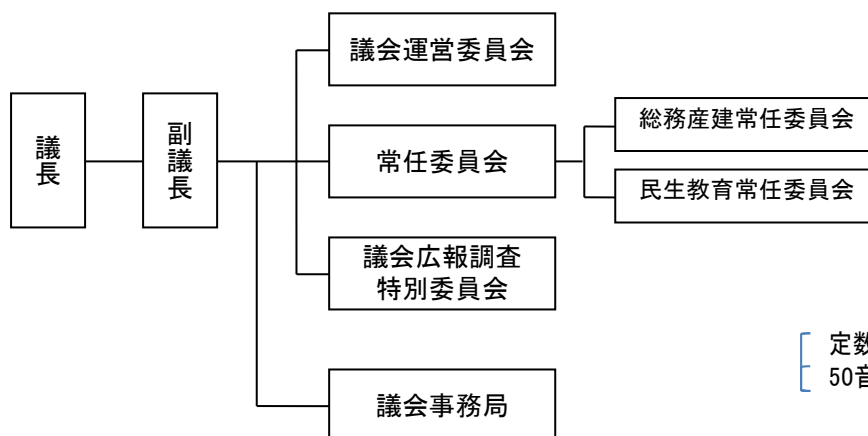 議長
副議長
議会運営委員会
常任委員会
総務産建常任委員会
民生教育常任委員会
議会広報調査
特別委員会
議会事務局
定数
50音